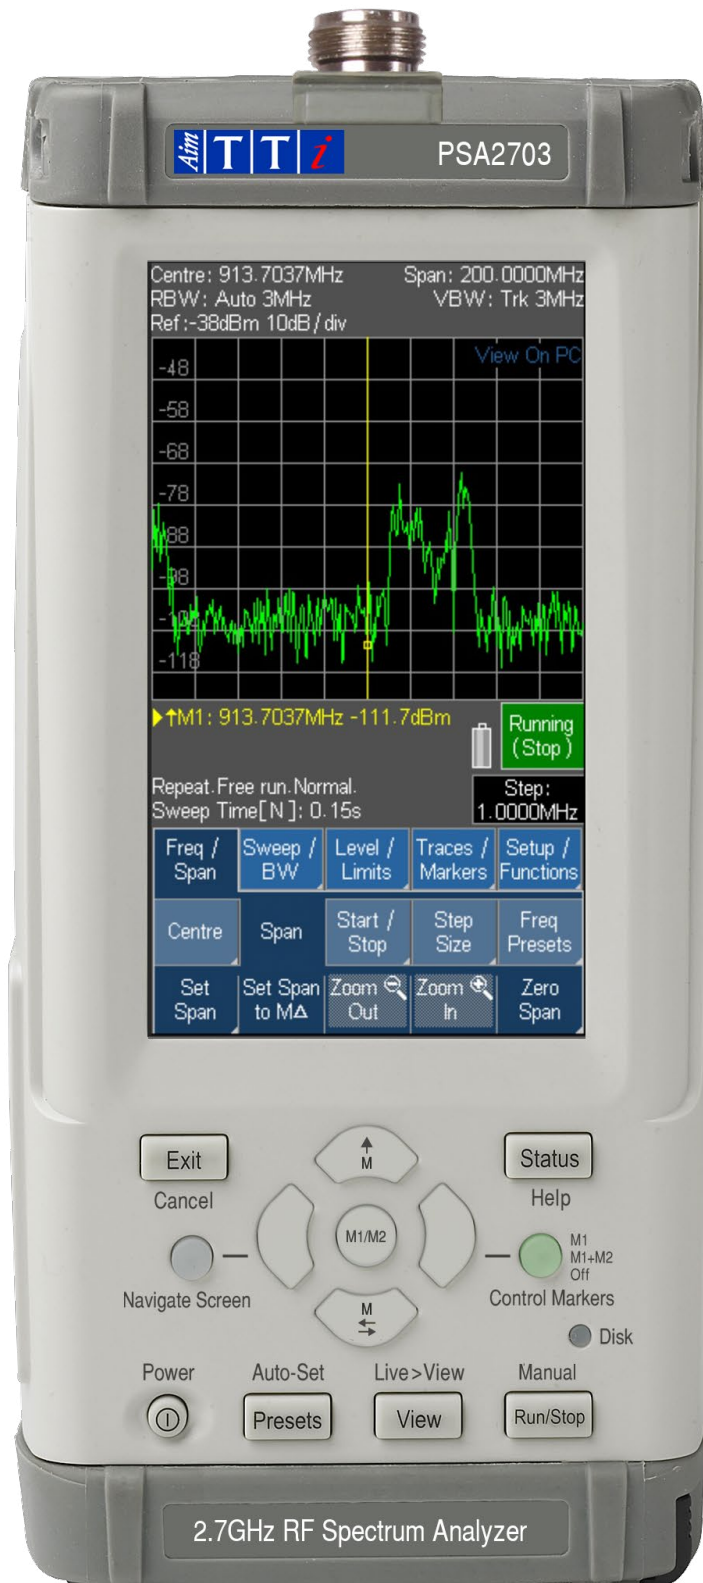 Aim TTi
PSA2703
Centre: 913.7037MHz Span: 200.0000MHz
RBW: Auto 3MHz VBW: Trk 3MHz
Ref:-38dBm 10dB/div
View On PC
-48
-58
-68
-78
-88
-98
-118
M1: 913.7037MHz -111.7dBm
Running
(Stop)
Repeat.Free run.Normal.
Sweep Time[N]: 0.15s
Step:
1.0000MHz
Freq / Sweep / Level / Traces / Setup /
Span BW Limits Markers Functions
Centre Span Start / Step Freq
Stop Size Presets
Set Set Span Zoom Zoom Zero
Span to MΔ Out In Span
Exit
M
Status
Cancel
Help
M1/M2
M1
M1+M2
Off
Navigate Screen
M
Control Markers
Disk
Power Auto-Set Live>View Manual
Presets View Run/Stop
2.7GHz RF Spectrum Analyzer